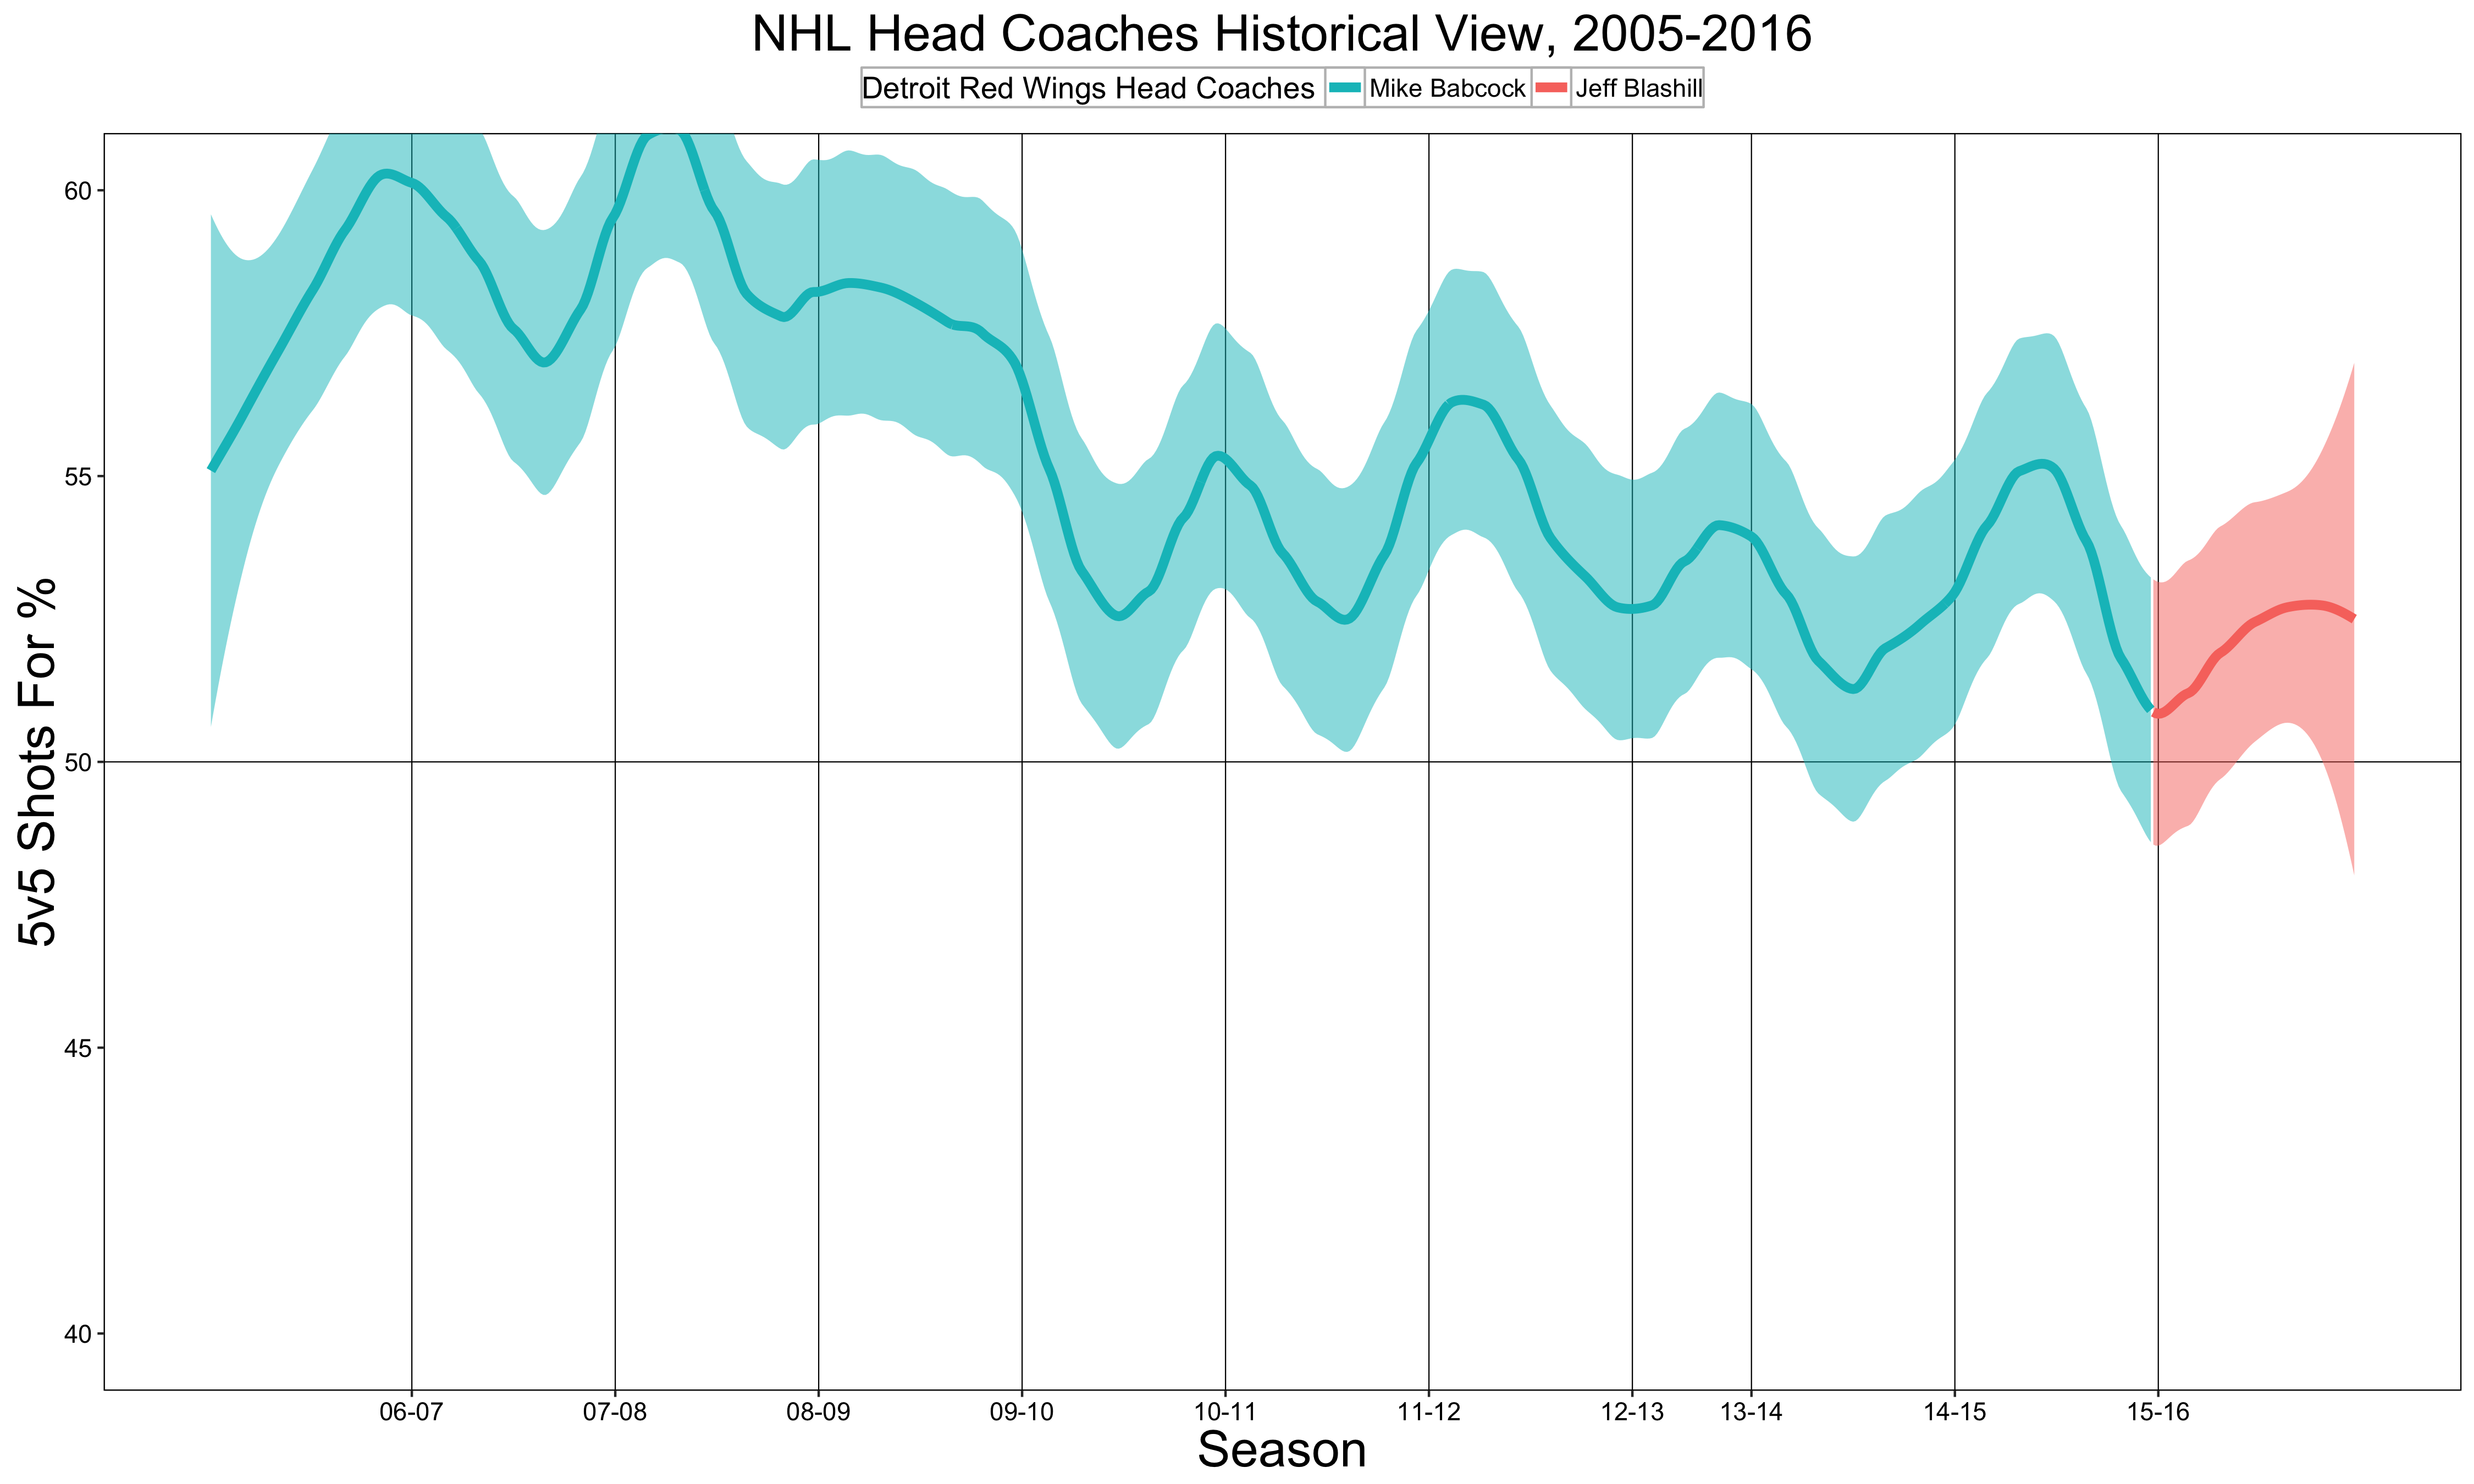 NHL Head Coaches Historical View, 2005-2016
Detroit Red Wings Head Coaches Mike Babcock Jeff Blashill
5v5 Shots For %
60
55
50
45
40
06-07 07-08 08-09 09-10 10-11 11-12 12-13 13-14 14-15 15-16
Season